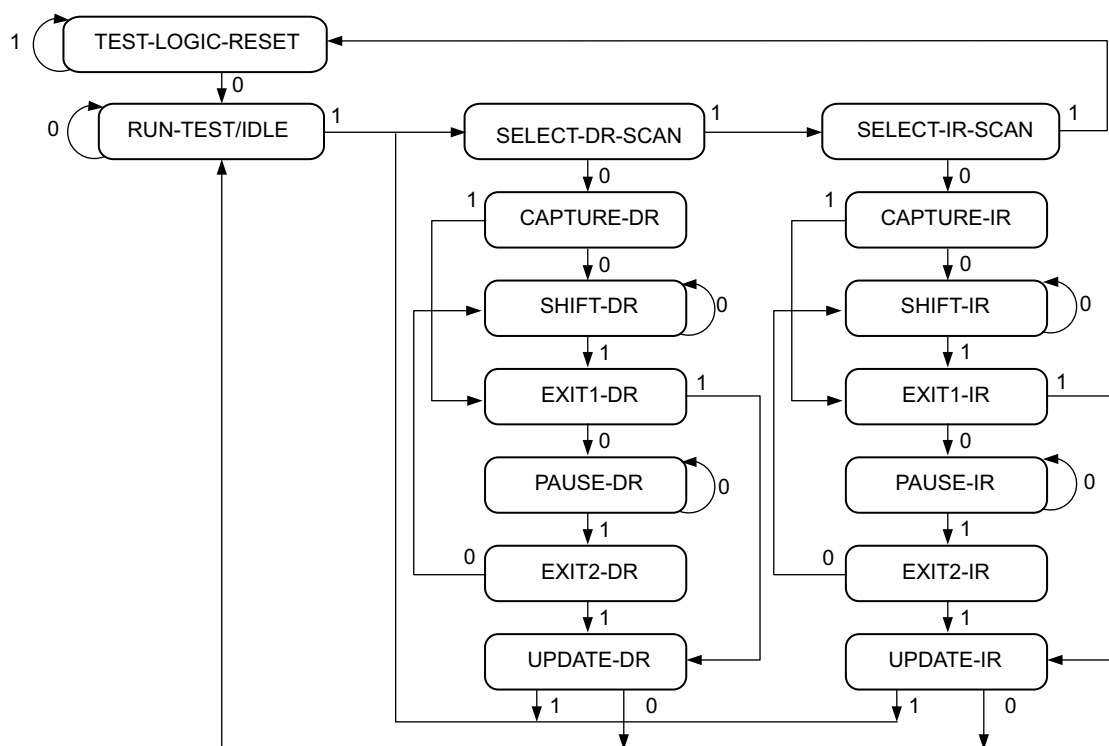 TEST-LOGIC-RESET
1
0
RUN-TEST/IDLE
0
1
SELECT-DR-SCAN
1
SELECT-IR-SCAN
1
0
0
1
CAPTURE-DR
1
CAPTURE-IR
0
0
SHIFT-DR
0
SHIFT-IR
0
1
1
EXIT1-DR
1
EXIT1-IR
1
0
0
PAUSE-DR
0
PAUSE-IR
0
1
1
0
EXIT2-DR
0
EXIT2-IR
1
1
UPDATE-DR
UPDATE-IR
1
0
1
0